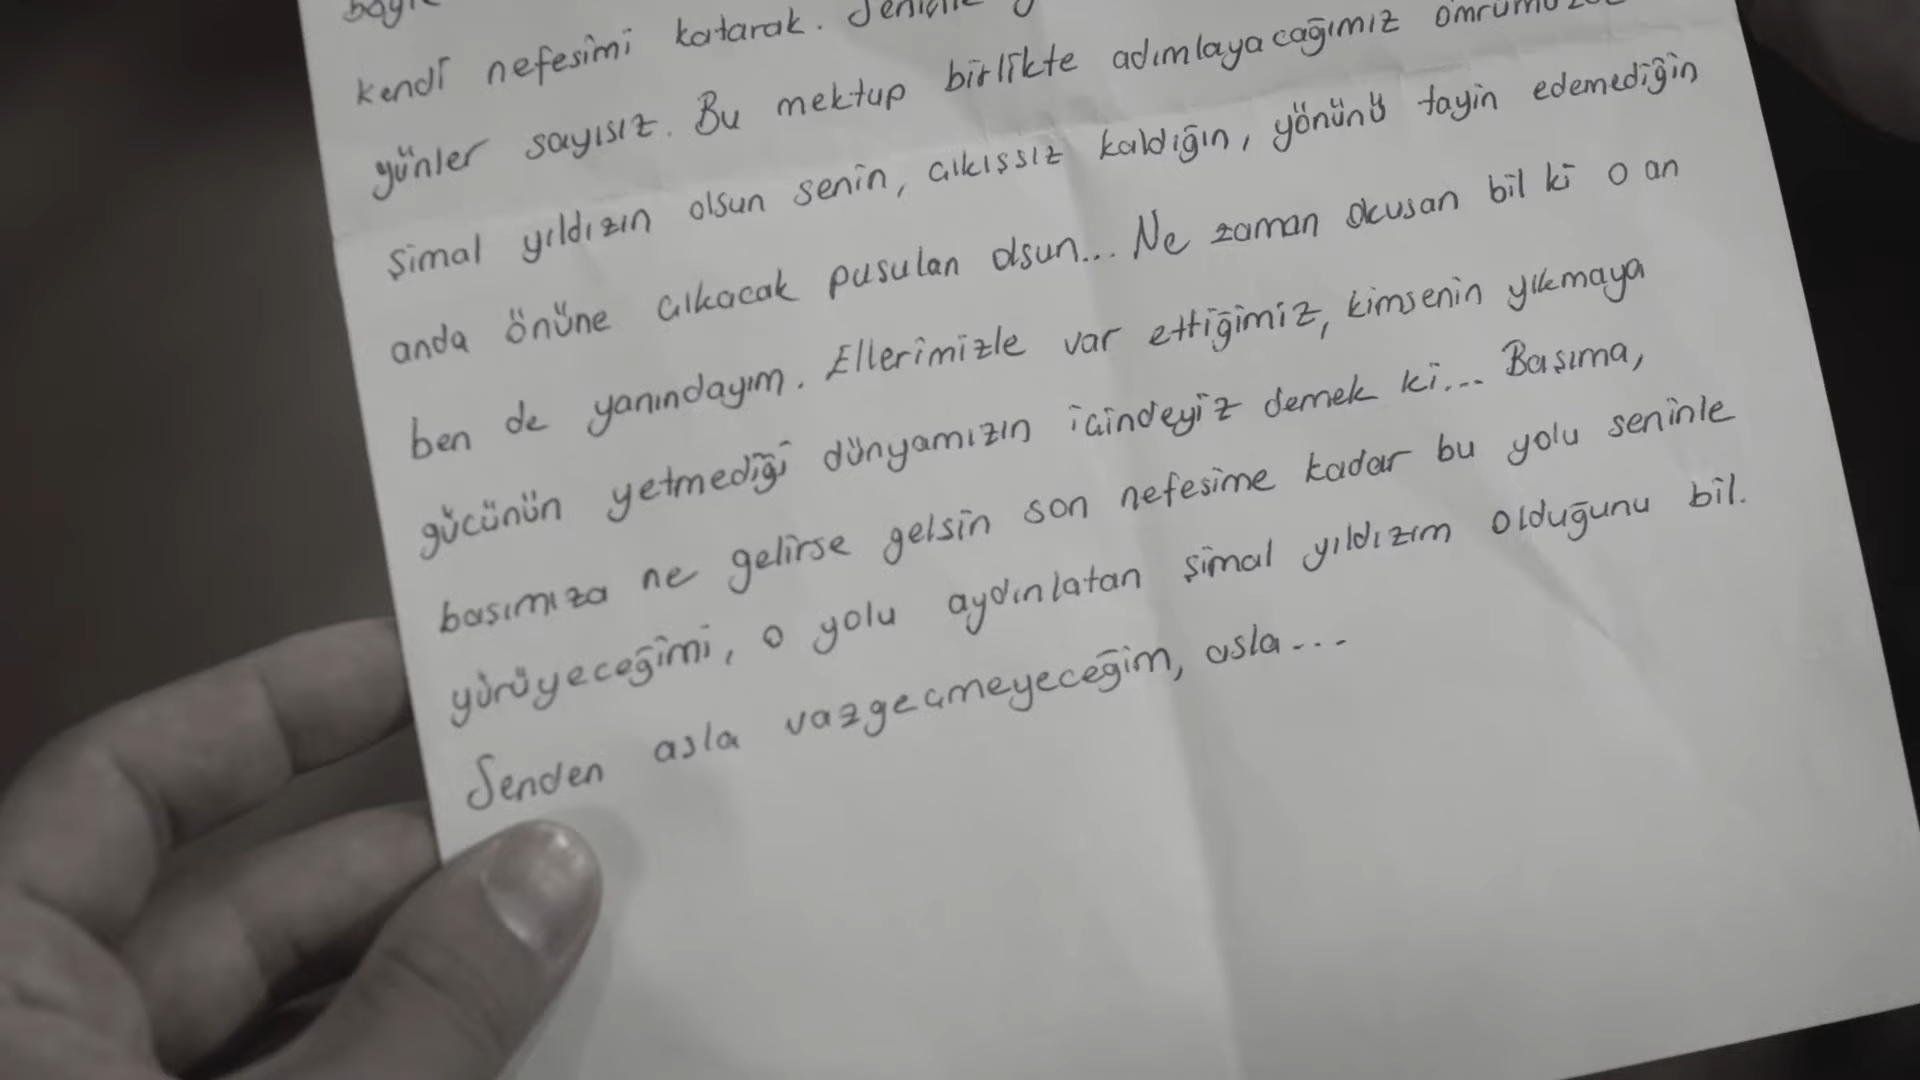 kendi nefesimi katarak.
günler sayısız. Bu mektup birlikte adımlayacağımız
Şimal yıldızın olsun senin, çıkışsız kaldığın, yönünü tayin edemediğin
anda önüne çıkacak pusulan olsun... Ne zaman okusan bil ki o an
ben de yanındayım. Ellerimizle var ettiğimiz, kimsenin yıkmaya
gücünün yetmediği dünyamızın içindeyiz demek ki... Başıma,
başımıza ne gelirse gelsin son nefesime kadar bu yolu seninle
yürüyeceğimi, o yolu aydınlatan şimal yıldızım olduğunu bil.
Senden asla vazgeçmeyeceğim, asla...